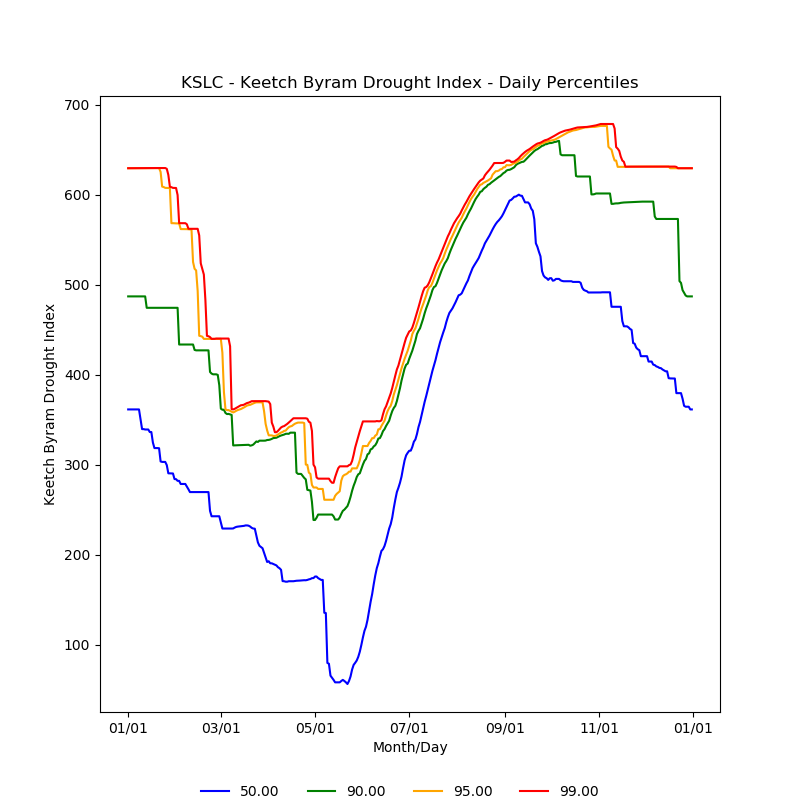 KSLC - Keetch Byram Drought Index - Daily Percentiles
700
600
500
400
300
200
100
Keetch Byram Drought Index
01/01 03/01 05/01 07/01 09/01 11/01 01/01
Month/Day
50.00 90.00 95.00 99.00